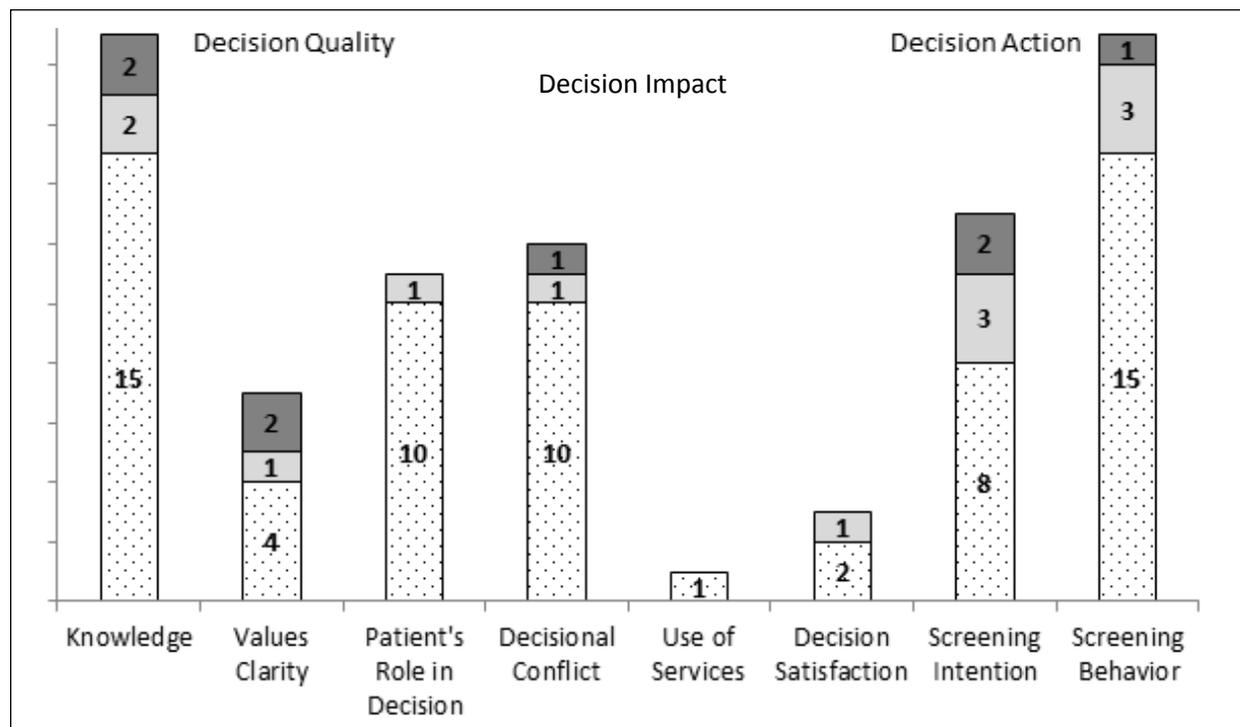 Decision Quality
Decision Action
Decision Impact
2
2
15
2
1
4
1
10
1
1
10
1
1
2
2
3
8
1
3
15
Knowledge
Values
Clarity
Patient's
Role in
Decision
Decisional
Conflict
Use of
Services
Decision
Satisfaction
Screening
Intention
Screening
Behavior